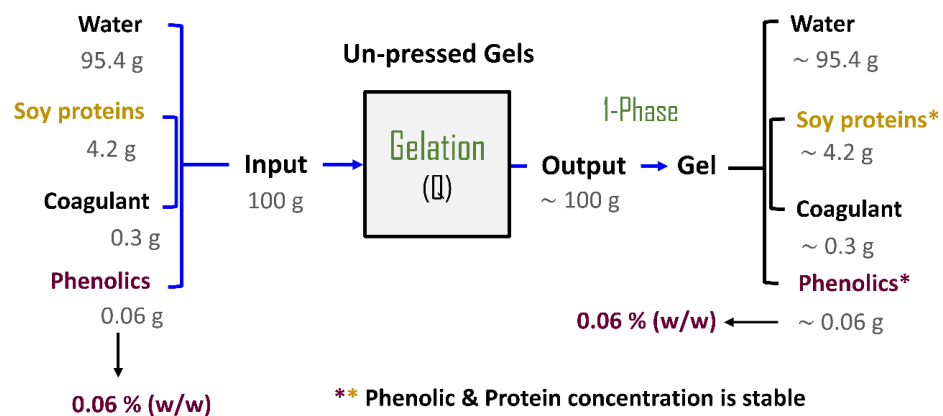 Water
95.4 g
Soy proteins
4.2 g
Coagulant
0.3 g
Phenolics
0.06 g
0.06 % (w/w)
Input
100 g
Un-pressed Gels
Gelation
(Q)
1-Phase
Output
~ 100 g
Gel
Water
~ 95.4 g
Soy proteins*
~ 4.2 g
Coagulant
~ 0.3 g
Phenolics*
~ 0.06 g
0.06 % (w/w)
** Phenolic & Protein concentration is stable